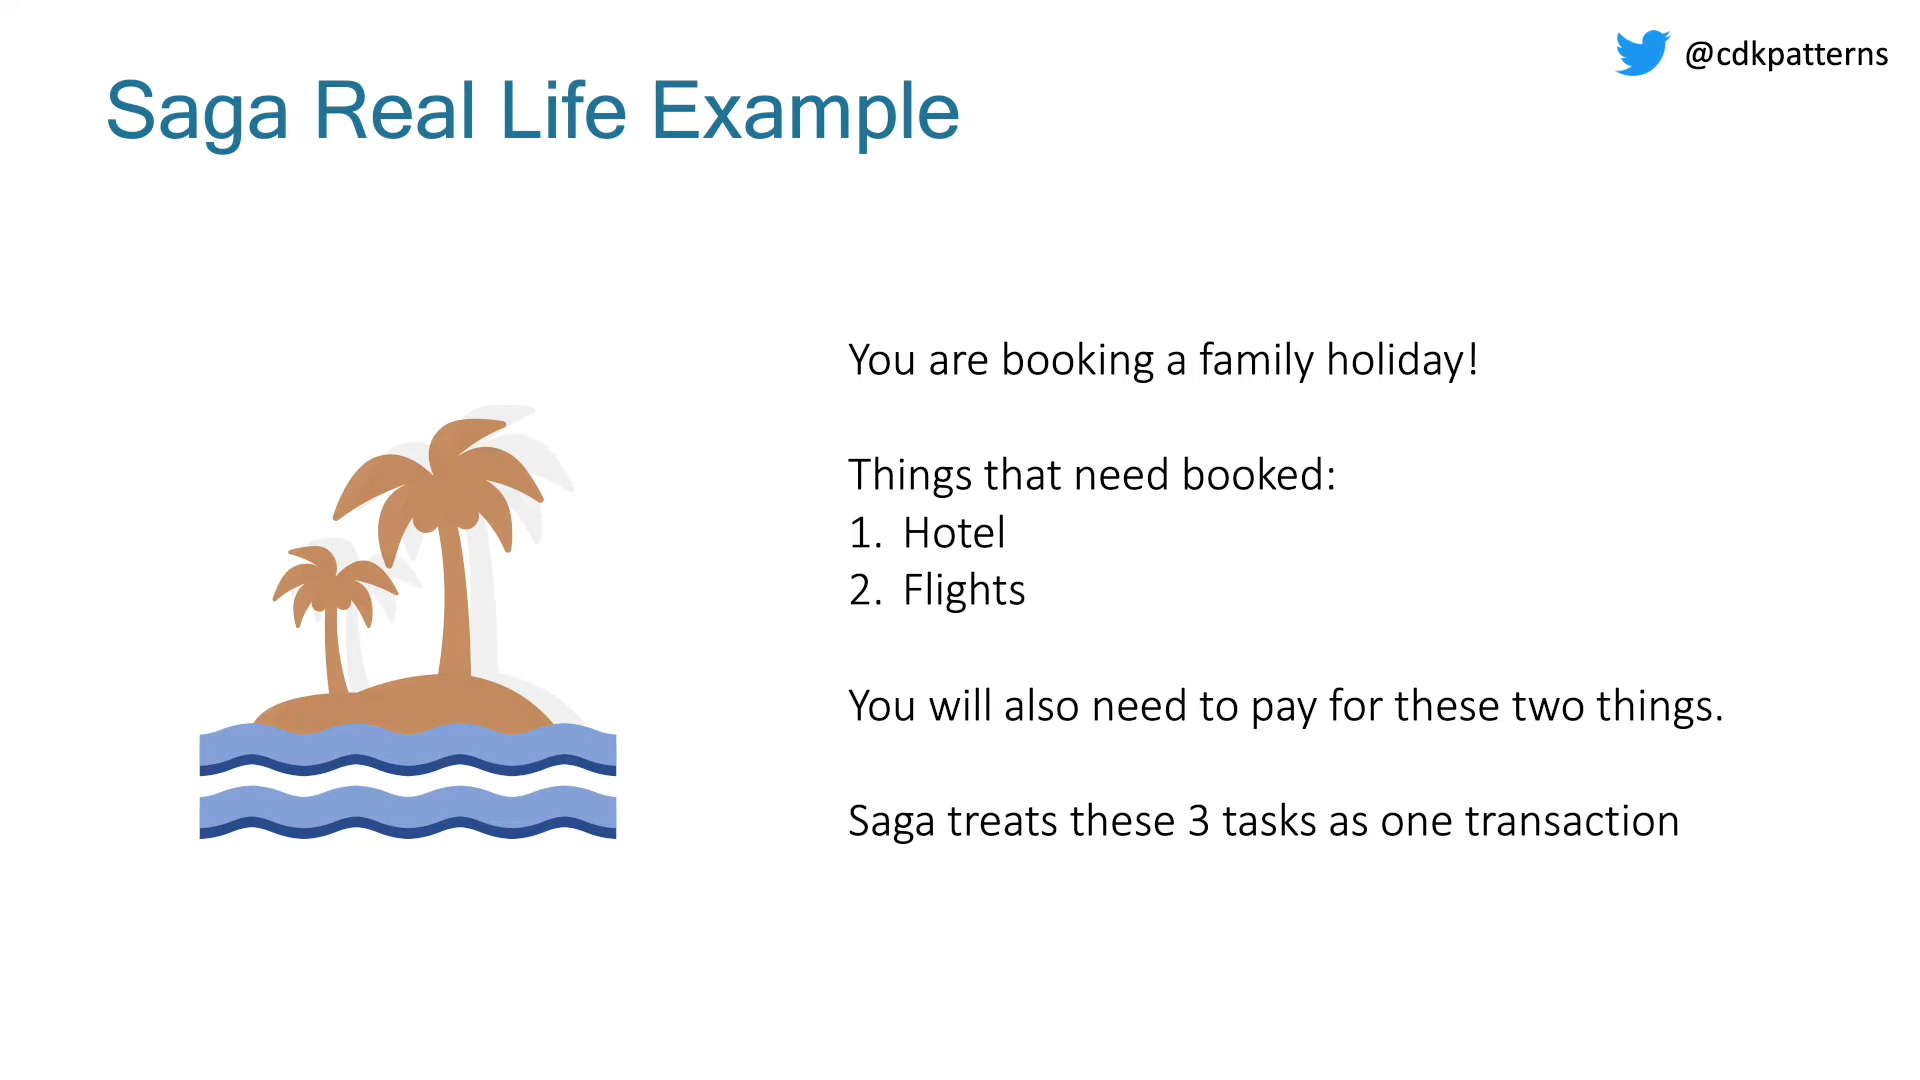 @cdkpatterns
Saga Real Life Example
You are booking a family holiday!
Things that need booked:
1. Hotel
2. Flights
You will also need to pay for these two things.
Saga treats these 3 tasks as one transaction